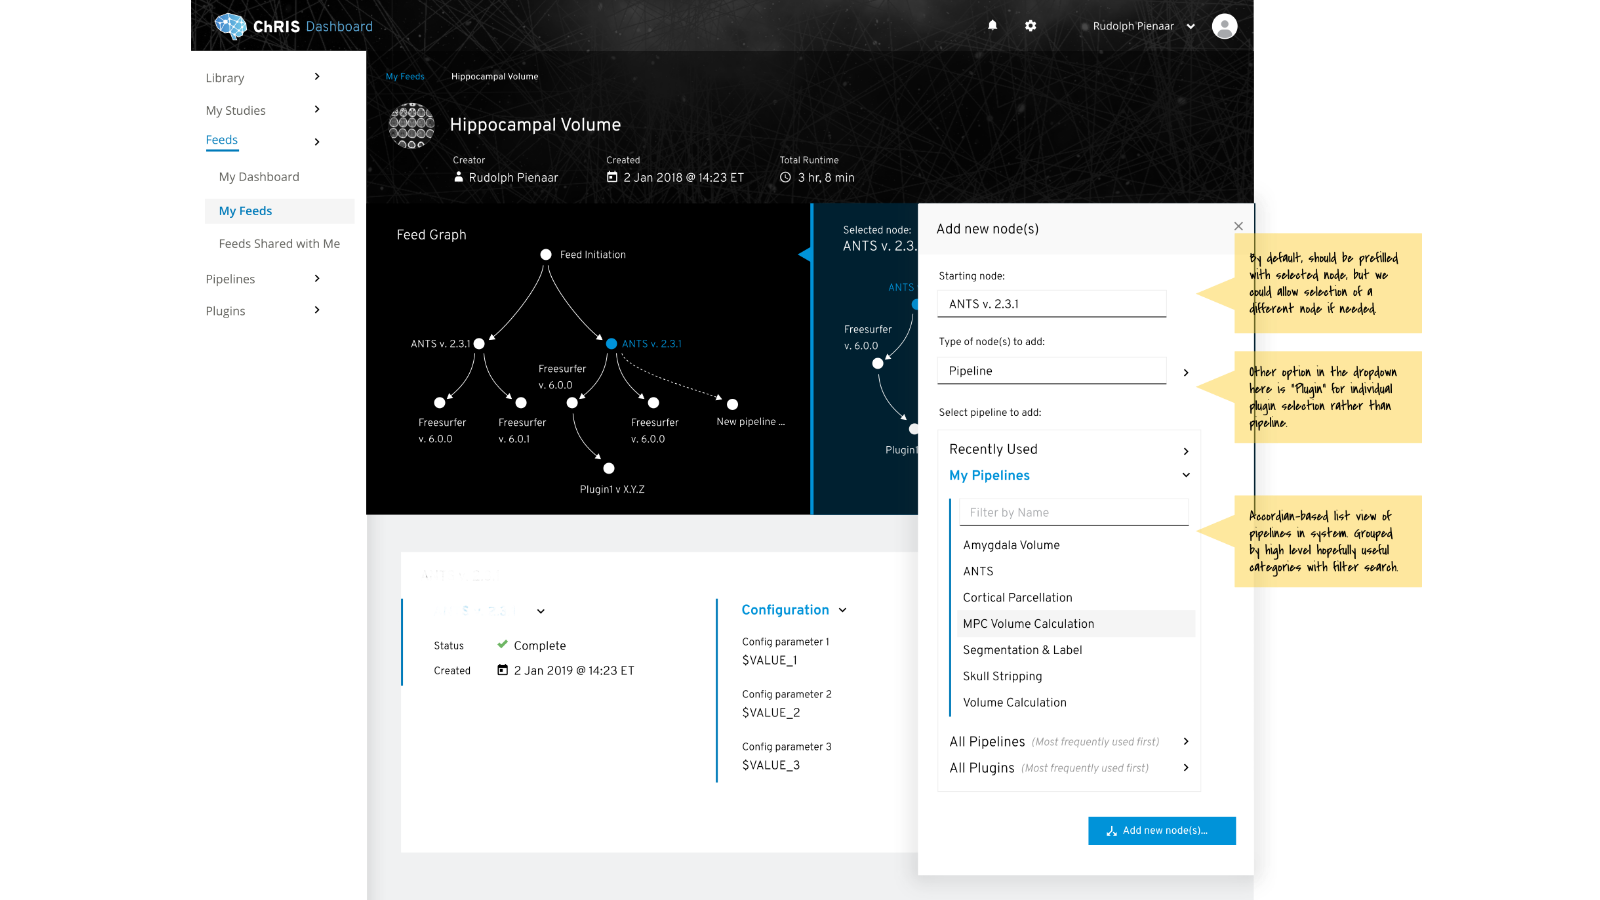 ChRIS Dashboard
Rudolph Pienaar
Library
My Studies
Feeds
My Dashboard
My Feeds
Feeds Shared with Me
Pipelines
Plugins
My Feeds
Hippocampal Volume
Hippocampal Volume
Creator
Rudolph Pienaar
Created
2 Jan 2018 @ 14:23 ET
Total Runtime
3 hr, 8 min
Feed Graph
Feed Initiation
ANTS v. 2.3.1
ANTS v. 2.3.1
Freesurfer
v. 6.0.0
Freesurfer
v. 6.0.0
Freesurfer
v. 6.0.1
Freesurfer
v. 6.0.0
New pipeline ...
Plugin1 v X.Y.Z
Selected node:
ANTS v. 2.3.
ANTS
Freesurfer
v. 6.0.0
Plugin1
Status
Complete
Created
2 Jan 2019 @ 14:23 ET
Configuration
Config parameter 1
$VALUE_1
Config parameter 2
$VALUE_2
Config parameter 3
$VALUE_3
Add new node(s)
Starting node:
ANTS v. 2.3.1
Type of node(s) to add:
Pipeline
Select pipeline to add:
Recently Used
My Pipelines
Filter by Name
Amygdala Volume
ANTS
Cortical Parcellation
MPC Volume Calculation
Segmentation & Label
Skull Stripping
Volume Calculation
All Pipelines (Most frequently used first)
All Plugins (Most frequently used first)
Add new node(s)...
By default, should be prefilled
with selected node, but we
could allow selection of a
different node if needed.
Other option in the dropdown
here is "Plugin" for individual
plugin selection rather than
pipeline.
Accordian-based list view of
pipelines in system. Grouped
by high level hopefully useful
categories with filter search.